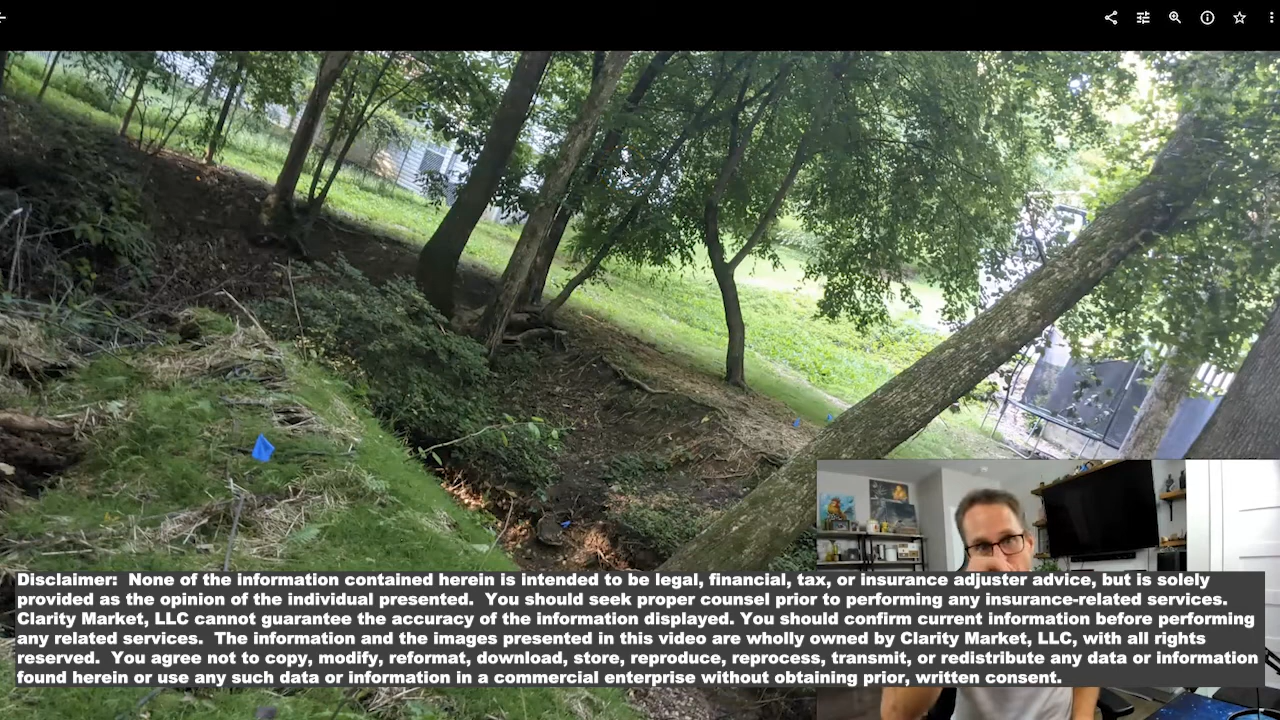 Disclaimer:  None of the information contained herein is intended to be legal, financial, tax, or insurance adjuster advice, but is solely
provided as the opinion of the individual presented.  You should seek proper counsel prior to performing any insurance-related services.
Clarity Market, LLC cannot guarantee the accuracy of the information displayed. You should confirm current information before performing
any related services.  The information and the images presented in this video are wholly owned by Clarity Market, LLC, with all rights
reserved.  You agree not to copy, modify, reformat, download, store, reproduce, reprocess, transmit, or redistribute any data or information
found herein or use any such data or information in a commercial enterprise without obtaining prior, written consent.